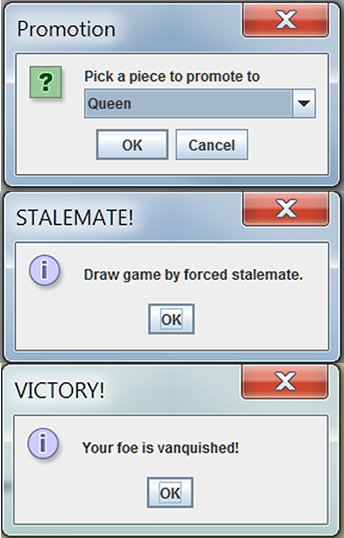 Promotion
?
Pick a piece to promote to
Queen
OK Cancel
STALEMATE!
i
Draw game by forced stalemate.
OK
VICTORY!
i
Your foe is vanquished!
OK